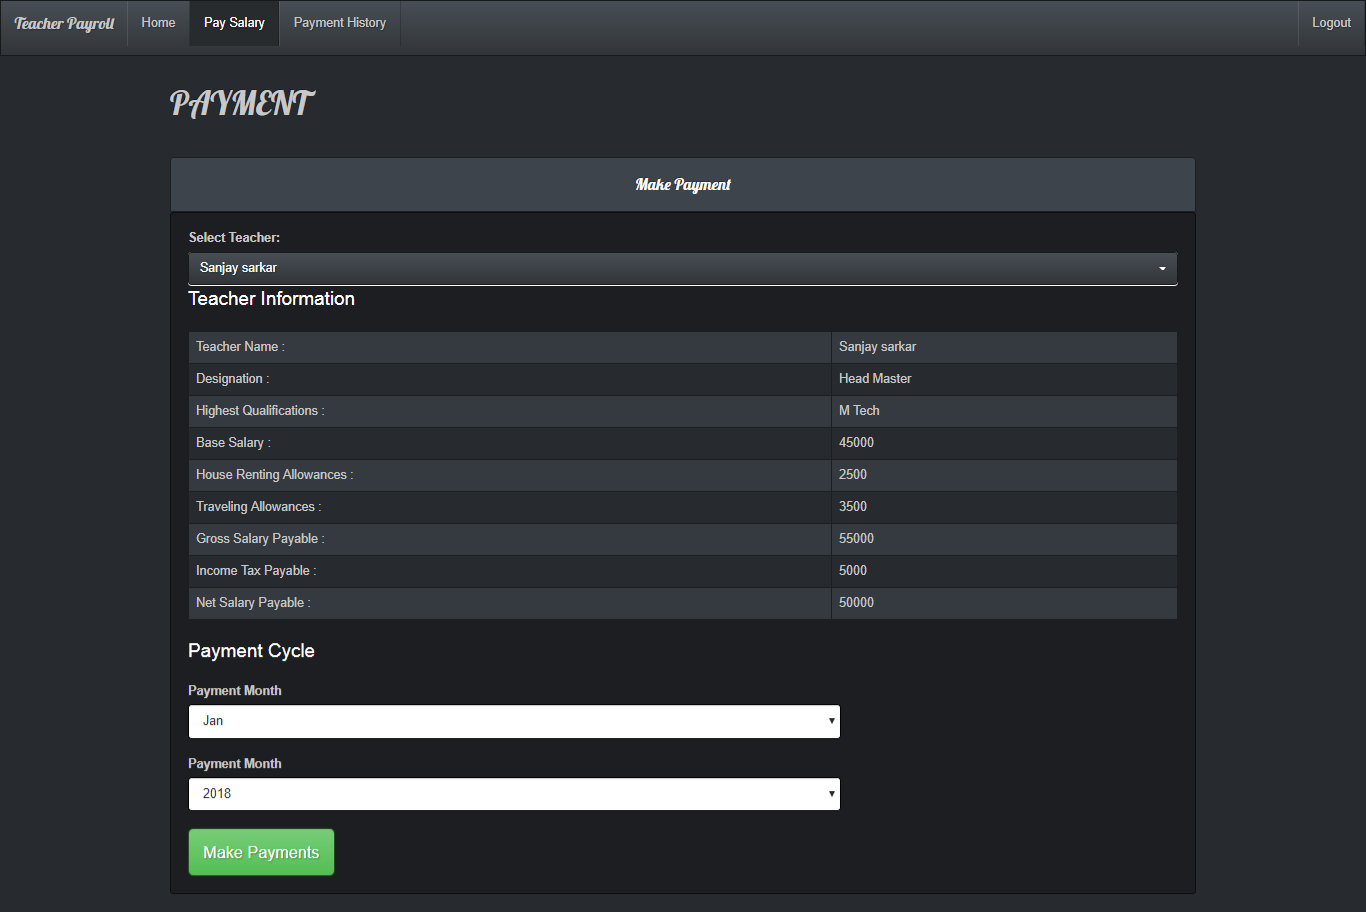 Teacher Payroll Home Pay Salary Payment History Logout
PAYMENT
Make Payment
Select Teacher:
Sanjay sarkar
Teacher Information
Teacher Name : Sanjay sarkar
Designation : Head Master
Highest Qualifications : M Tech
Base Salary : 45000
House Renting Allowances : 2500
Traveling Allowances : 3500
Gross Salary Payable : 55000
Income Tax Payable : 5000
Net Salary Payable : 50000
Payment Cycle
Payment Month
Jan
Payment Month
2018
Make Payments